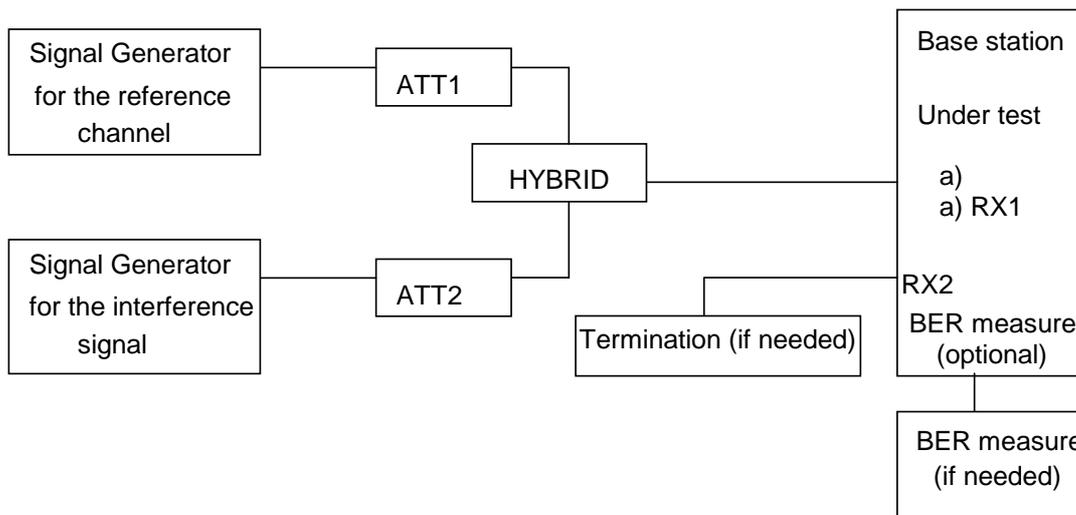 Signal Generator
for the reference
channel
ATT1
HYBRID
Signal Generator
for the interference
signal
ATT2
Termination (if needed)
Base station
Under test
a)
a) RX1
RX2
BER measure
(optional)
BER measure
(if needed)